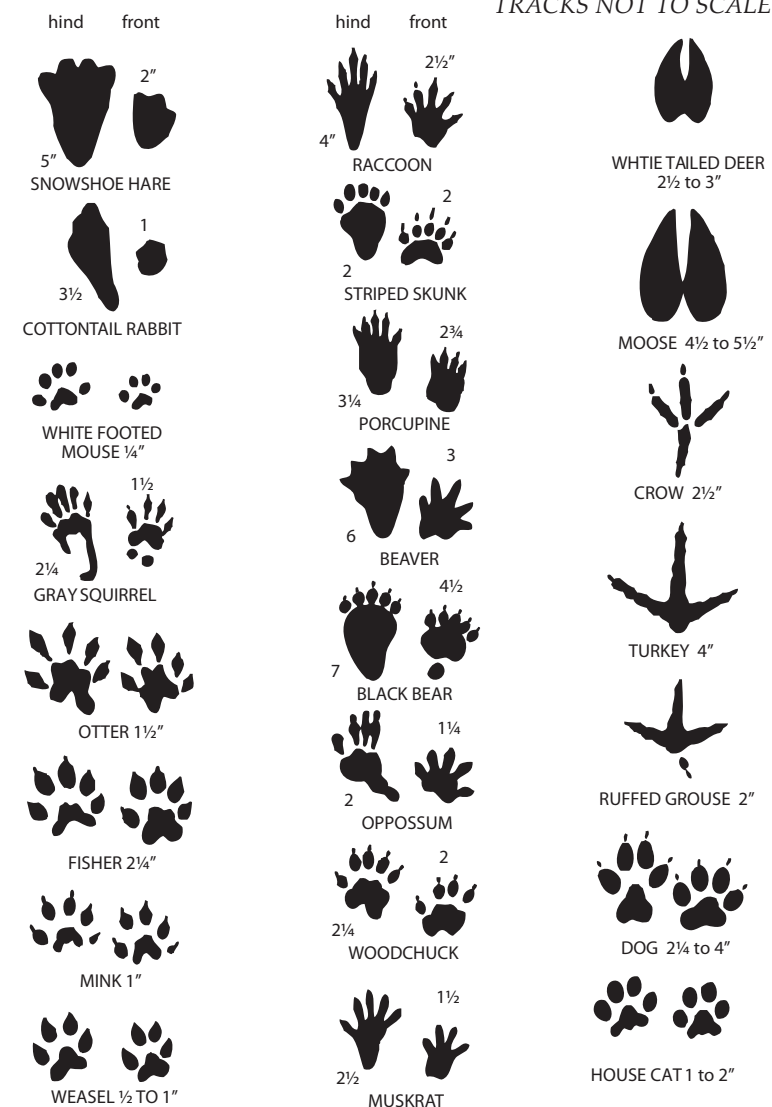 TRACKS NOT TO SCALE
hind front
2"
5"
SNOWSHOE HARE
1
3½
COTTONTAIL RABBIT
WHITE FOOTED
MOUSE ¼"
1½
2¼
GRAY SQUIRREL
OTTER 1½"
FISHER 2¼"
MINK 1"
WEASEL ½ TO 1"
hind front
2½"
4"
RACCOON
2
2
STRIPED SKUNK
2¾
3¼
PORCUPINE
3
6
BEAVER
4½
7
BLACK BEAR
1¼
2
OPPOSSUM
2
2¼
WOODCHUCK
1½
2½
MUSKRAT
WHTIE TAILED DEER
2½ to 3"
MOOSE 4½ to 5½"
CROW 2½"
TURKEY 4"
RUFFED GROUSE 2"
DOG 2¼ to 4"
HOUSE CAT 1 to 2"